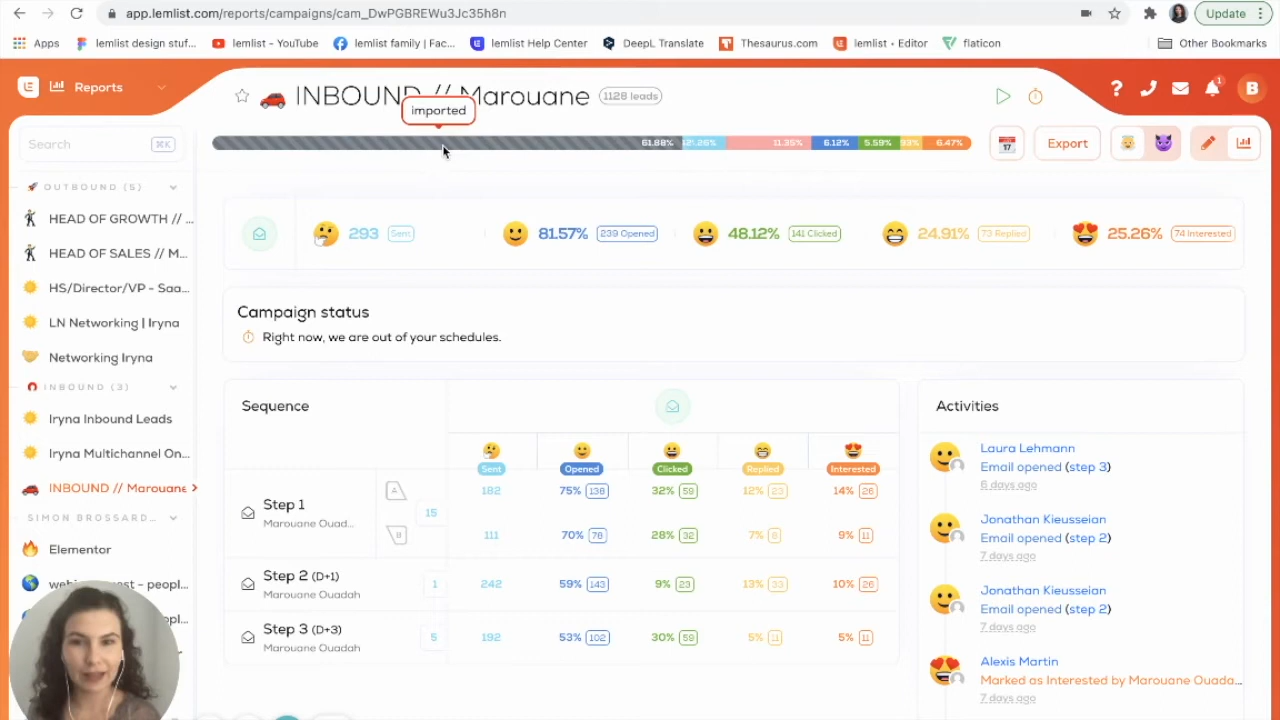 app.lemlist.com/reports/campaigns/cam_DwPGBREWu3Jc35h8n
Update
Apps
lemlist design stuf...
lemlist - YouTube
lemlist family | Fac...
lemlist Help Center
DeepL Translate
Thesaurus.com
lemlist • Editor
flaticon
Other Bookmarks
Reports
INBOUND // Marouane
1128 leads
imported
1
B
Search
⌘K
61.88%
11.35%
6.12%
5.59%
6.47%
17
Export
OUTBOUND (5)
HEAD OF GROWTH // ...
HEAD OF SALES // M...
HS/Director/VP - Saa...
LN Networking | Iryna
Networking Iryna
INBOUND (3)
Iryna Inbound Leads
Iryna Multichannel On...
INBOUND // Marouane
SIMON BROSSARD...
Elementor
293 Sent
81.57% 239 Opened
48.12% 141 Clicked
24.91% 73 Replied
25.26% 74 Interested
Campaign status
Right now, we are out of your schedules.
Sequence
Sent
Opened
Clicked
Replied
Interested
Step 1
Marouane Ouad...
A
B
15
182 75% 138 32% 59 12% 23 14% 26
111 70% 78 28% 32 7% 8 9% 11
Step 2 (D+1)
Marouane Ouadah
1
242 59% 143 9% 23 13% 33 10% 26
Step 3 (D+3)
Marouane Ouadah
5
192 53% 102 30% 59 5% 11 5% 11
Activities
Laura Lehmann
Email opened (step 3)
6 days ago
Jonathan Kieusseian
Email opened (step 2)
7 days ago
Jonathan Kieusseian
Email opened (step 2)
7 days ago
Alexis Martin
Marked as Interested by Marouane Ouada...
7 days ago